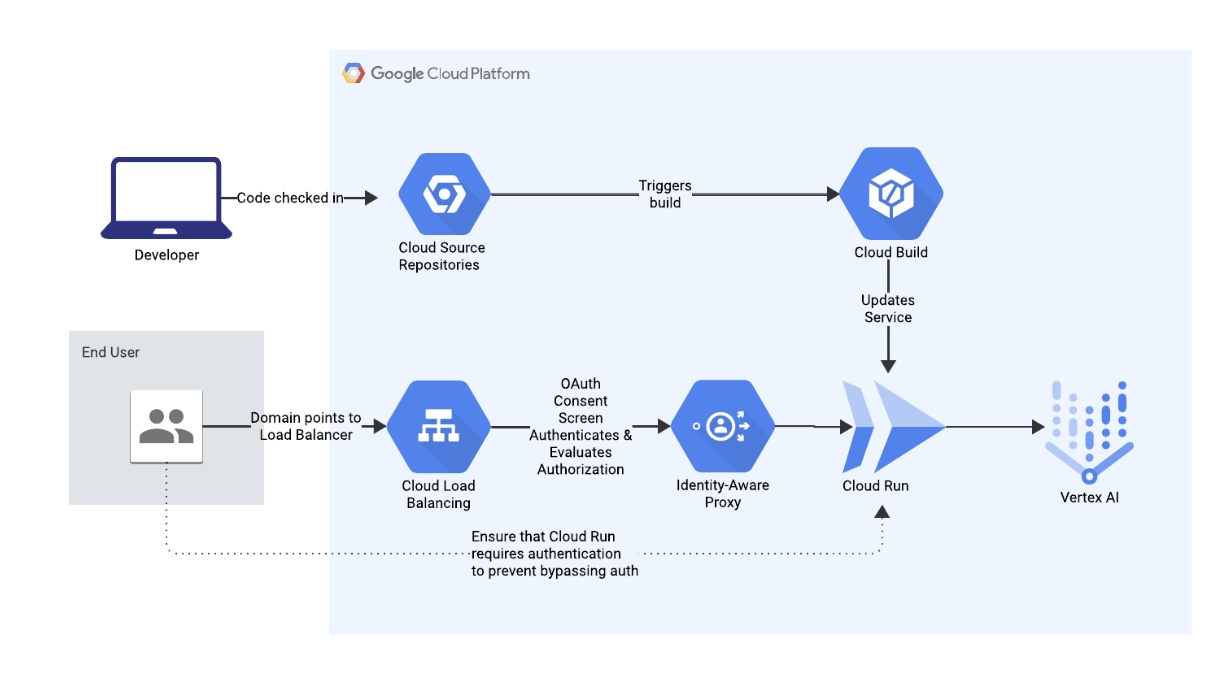 Google Cloud Platform
Code checked in
Developer
Cloud Source
Repositories
Triggers
build
Cloud Build
Updates
Service
End User
Domain points to
Load Balancer
Cloud Load
Balancing
OAuth
Consent
Screen
Authenticates &
Evaluates
Authorization
Identity-Aware
Proxy
Cloud Run
Vertex AI
Ensure that Cloud Run
requires authentication
to prevent bypassing auth